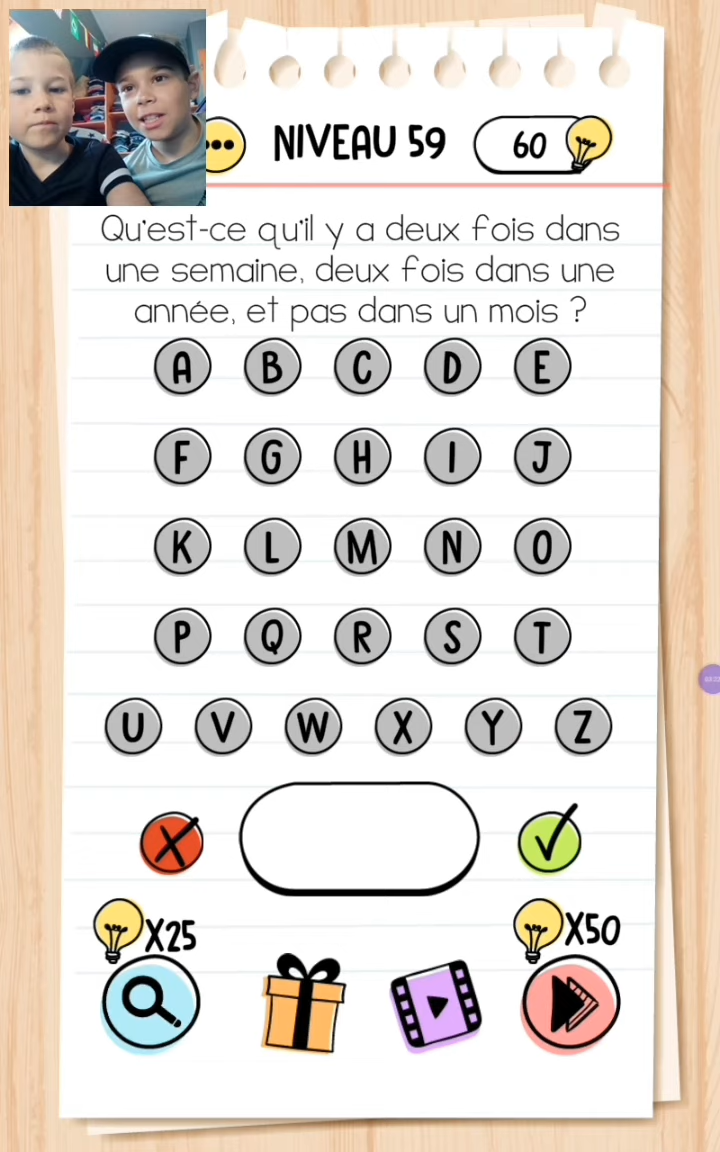 NIVEAU 59
60
Qu'est-ce qu'il y a deux fois dans
une semaine, deux fois dans une
année, et pas dans un mois ?
A B C D E
F G H I J
K L M N O
P Q R S T
U V W X Y Z
X25
X50